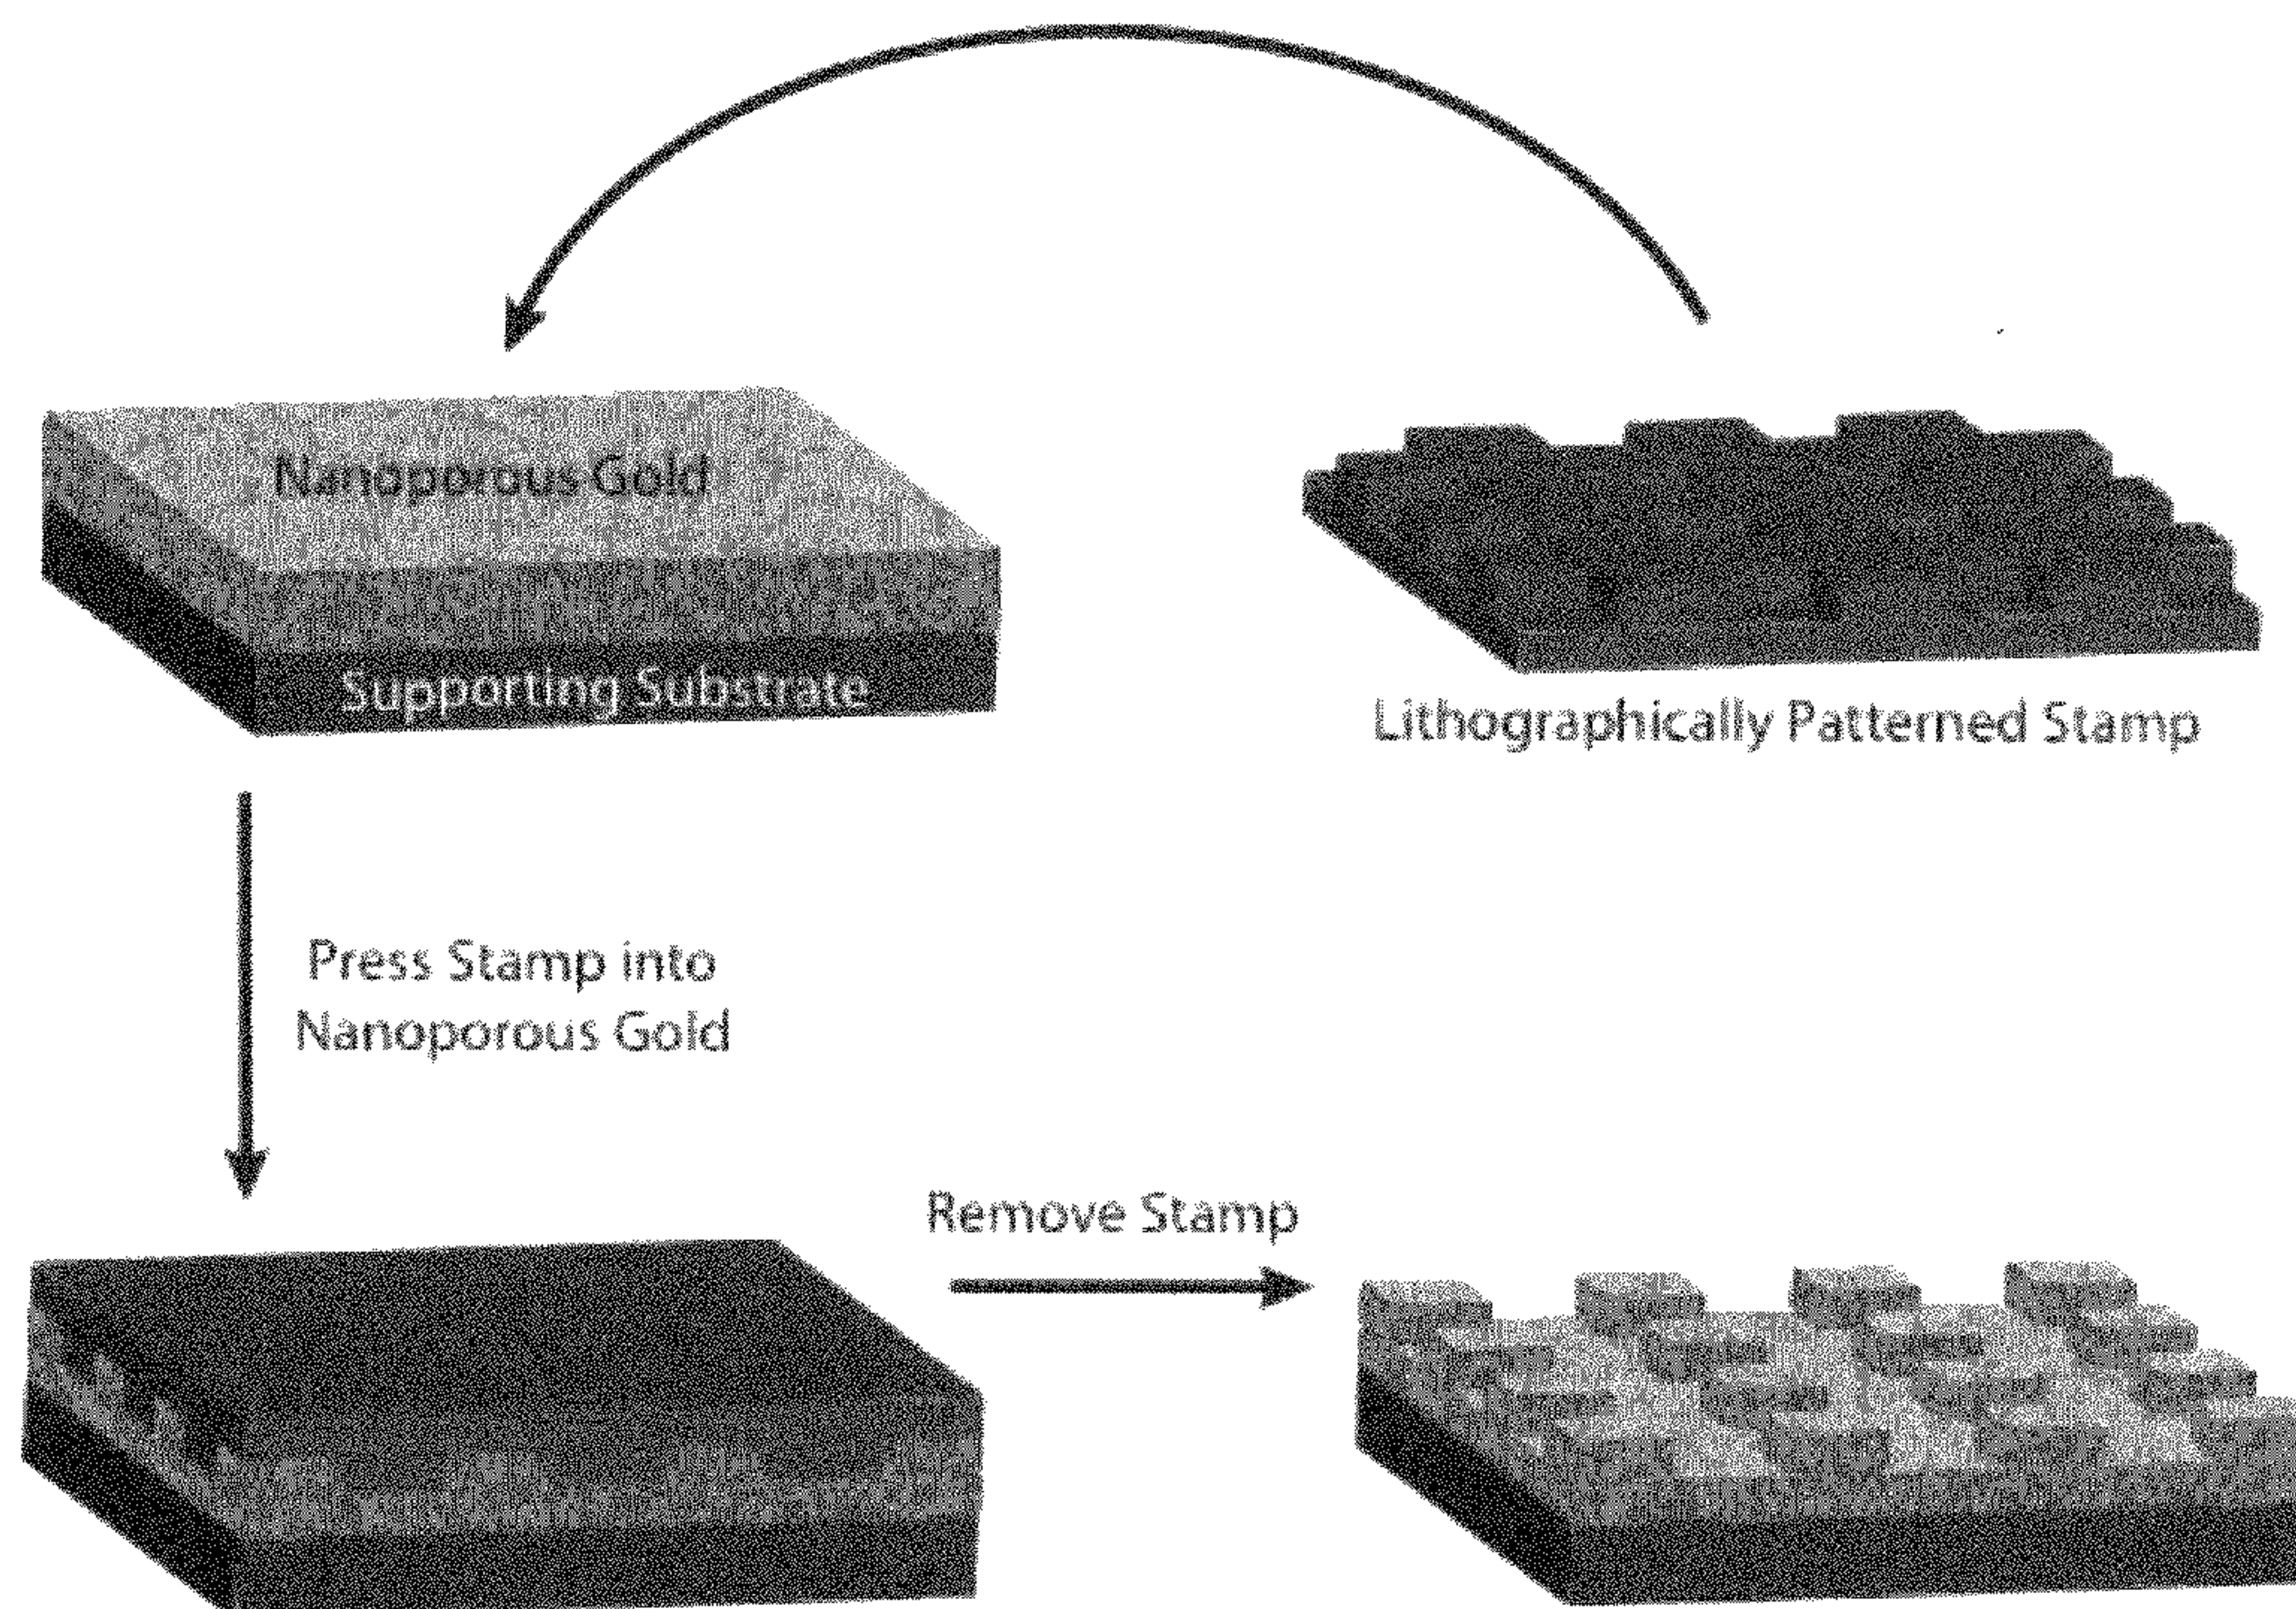 Nanoporous Gold
Supporting Substrate
Lithographically Patterned Stamp
Press Stamp into
Nanoporous Gold
Remove Stamp